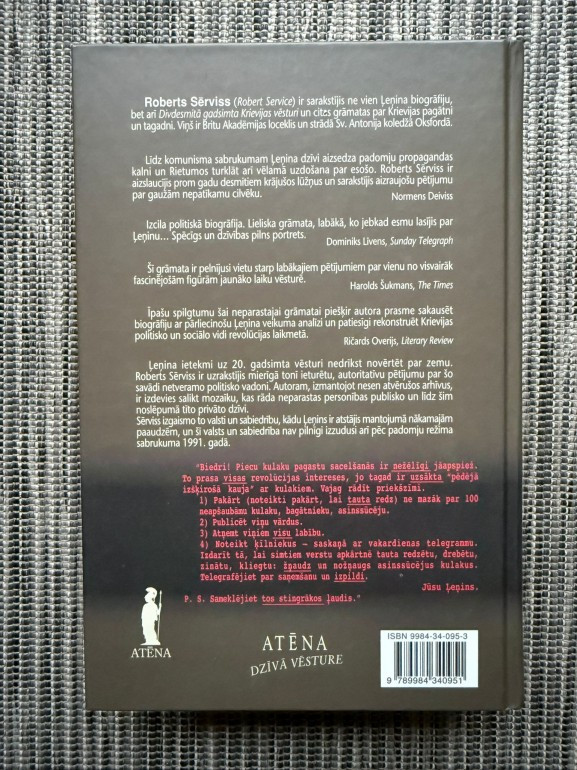 Roberts Sērviss (Robert Service) ir sarakstījis ne vien Ļeņina biogrāfiju,
bet arī Divdesmitā gadsimta Krievijas vēsturi un citas grāmatas par Krievijas pagātni
un tagadni. Viņš ir Britu Akadēmijas loceklis un strādā Sv. Antonija koledžā Oksfordā.
Līdz komunisma sabrukumam Ļeņina dzīvi aizsedza padomju propagandas
kalni un Rietumos turklāt arī vēlamā uzdošana par esošo. Roberts Sērviss ir
aizslaucījis prom gadu desmitiem krājušos lūžņus un sarakstījis aizraujošu pētījumu
par gaužām nepatīkamu cilvēku.
Normens Deiviss
Izcila politiskā biogrāfija. Lieliska grāmata, labākā, ko jebkad esmu lasījis par
Ļeņinu... Spēcīgs un dzīvības pilns portrets.
Dominiks Līvens, Sunday Telegraph
Šī grāmata ir pelnījusi vietu starp labākajiem pētījumiem par vienu no visvairāk
fascinējošām figūrām jaunāko laiku vēsturē.
Harolds Šukmans, The Times
Īpašu spilgtumu šai neparastajai grāmatai piešķir autora prasme sakausēt
biogrāfiju ar pārliecinošu Ļeņina veikuma analīzi un patiesīgi rekonstruēt Krievijas
politisko un sociālo vidi revolūcijas laikmetā.
Ričards Overijs, Literary Review
Ļeņina ietekmi uz 20. gadsimta vēsturi nedrīkst novērtēt par zemu.
Roberts Sērviss ir uzrakstījis mierīgā tonī ieturētu, autoritatīvu pētījumu par šo
savādi netveramo politisko vadoni. Autoram, izmantojot nesen atvērušos arhīvus,
ir izdevies salikt mozaīku, kas rāda neparastas personības publisko un līdz šim
noslēpumā tīto privāto dzīvi.
Sērviss izgaismo to valsti un sabiedrību, kādu Ļeņins ir atstājis mantojumā nākamajām
paaudzēm, un šī valsts un sabiedrība nav pilnīgi izzudusi arī pēc padomju režīma
sabrukuma 1991. gadā.
"Biedri! Piecu kulaku pagastu sacelšanās ir nežēlīgi jāapspiež.
To prasa visas revolūcijas intereses, jo tagad ir uzsākta "pēdējā
izšķirošā kauja" ar kulakiem. Vajag rādīt priekšzīmi.
1) Pakārt (noteikti pakārt, lai tauta redz) ne mazāk par 100
neapšaubāmu kulaku, bagātnieku, asinssūcēju.
2) Publicēt viņu vārdus.
3) Atņemt viņiem visu labību.
4) Noteikt ķīlniekus – saskaņā ar vakardienas telegrammu.
Izdarīt tā, lai simtiem verstu apkārtnē tauta redzētu, drebētu,
zinātu, kliegtu: žņaudz un nožņaugs asinssūcējus kulakus.
Telegrafējiet par saņemšanu un izpildi.
Jūsu Ļeņins.
P. S. Sameklējiet tos stingrākos ļaudis."
ATĒNA
ATĒNA
DZĪVĀ VĒSTURE
ISBN 9984-34-095-3
9 789984 340951